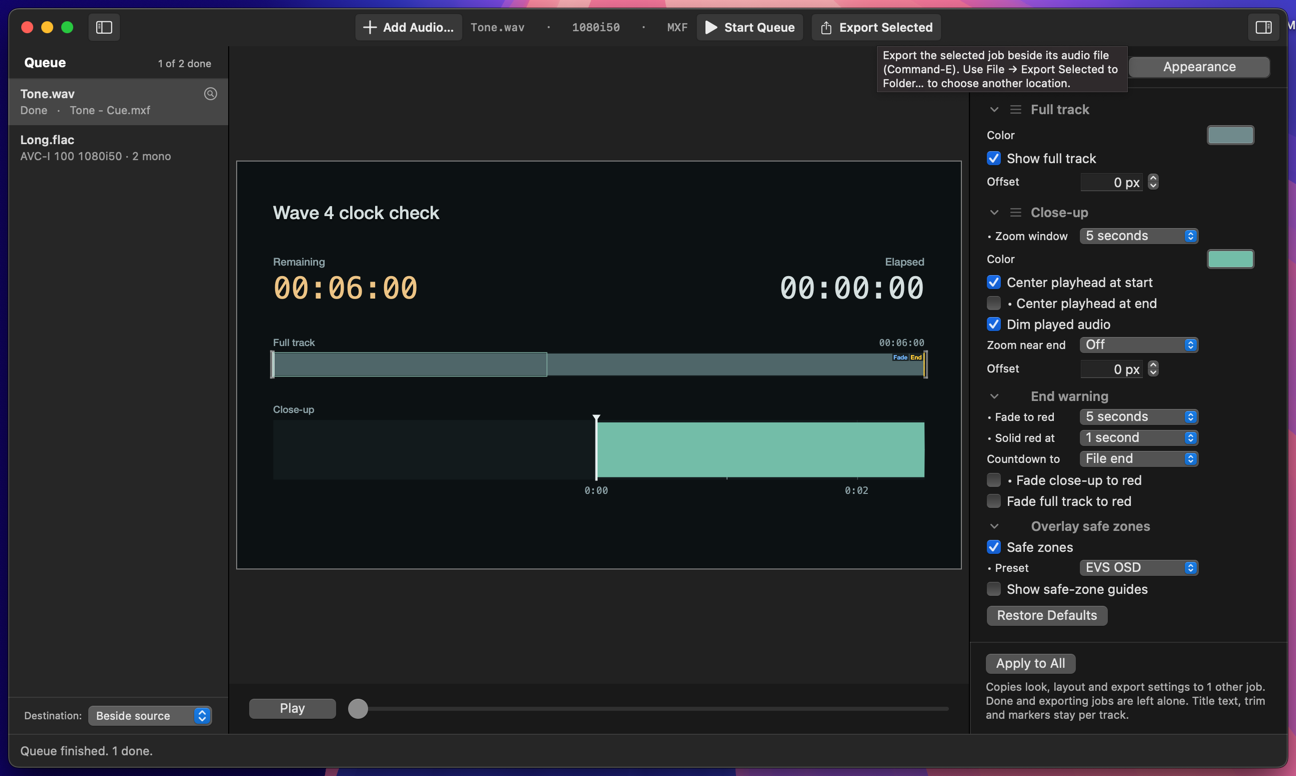 Add Audio...
Tone.wav · 1080i50 · MXF
Start Queue
Export Selected
Queue
1 of 2 done
Tone.wav
Done · Tone - Cue.mxf
Long.flac
AVC-I 100 1080i50 · 2 mono
Export the selected job beside its audio file
(Command-E). Use File → Export Selected to
Folder... to choose another location.
Appearance
Wave 4 clock check
Remaining
00:06:00
Elapsed
00:00:00
Full track
00:06:00
Fade End
Close-up
0:00
0:02
Full track
Color
Show full track
Offset
0 px
Close-up
• Zoom window
5 seconds
Color
Center playhead at start
• Center playhead at end
Dim played audio
Zoom near end
Off
Offset
0 px
End warning
• Fade to red
5 seconds
• Solid red at
1 second
Countdown to
File end
• Fade close-up to red
Fade full track to red
Overlay safe zones
Safe zones
• Preset
EVS OSD
Show safe-zone guides
Restore Defaults
Apply to All
Copies look, layout and export settings to 1 other job.
Done and exporting jobs are left alone. Title text, trim
and markers stay per track.
Play
Destination:
Beside source
Queue finished. 1 done.